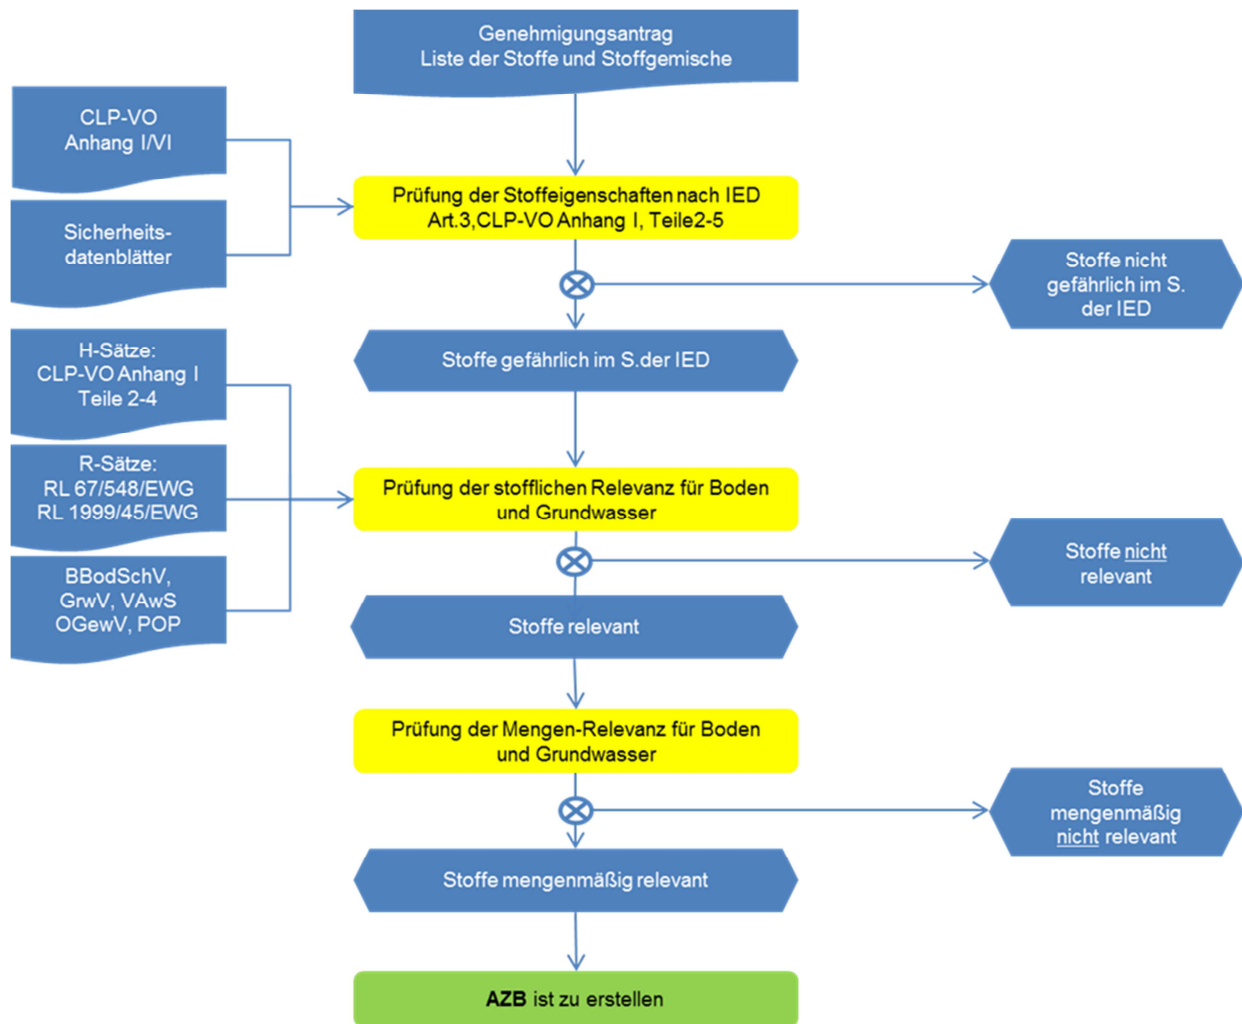 Genehmigungsantrag
Liste der Stoffe und Stoffgemische
CLP-VO
Anhang I/VI
Prüfung der Stoffeigenschaften nach IED
Art.3,CLP-VO Anhang I, Teile2-5
Sicherheits-
datenblätter
Stoffe nicht
gefährlich im S.
der IED
H-Sätze:
CLP-VO Anhang I
Teile 2-4
Stoffe gefährlich im S.der IED
R-Sätze:
RL 67/548/EWG
RL 1999/45/EWG
Prüfung der stofflichen Relevanz für Boden
und Grundwasser
Stoffe nicht
relevant
BBodSchV,
GrwV, VAwS
OGewV, POP
Stoffe relevant
Prüfung der Mengen-Relevanz für Boden
und Grundwasser
Stoffe
mengenmäßig
nicht relevant
Stoffe mengenmäßig relevant
AZB ist zu erstellen